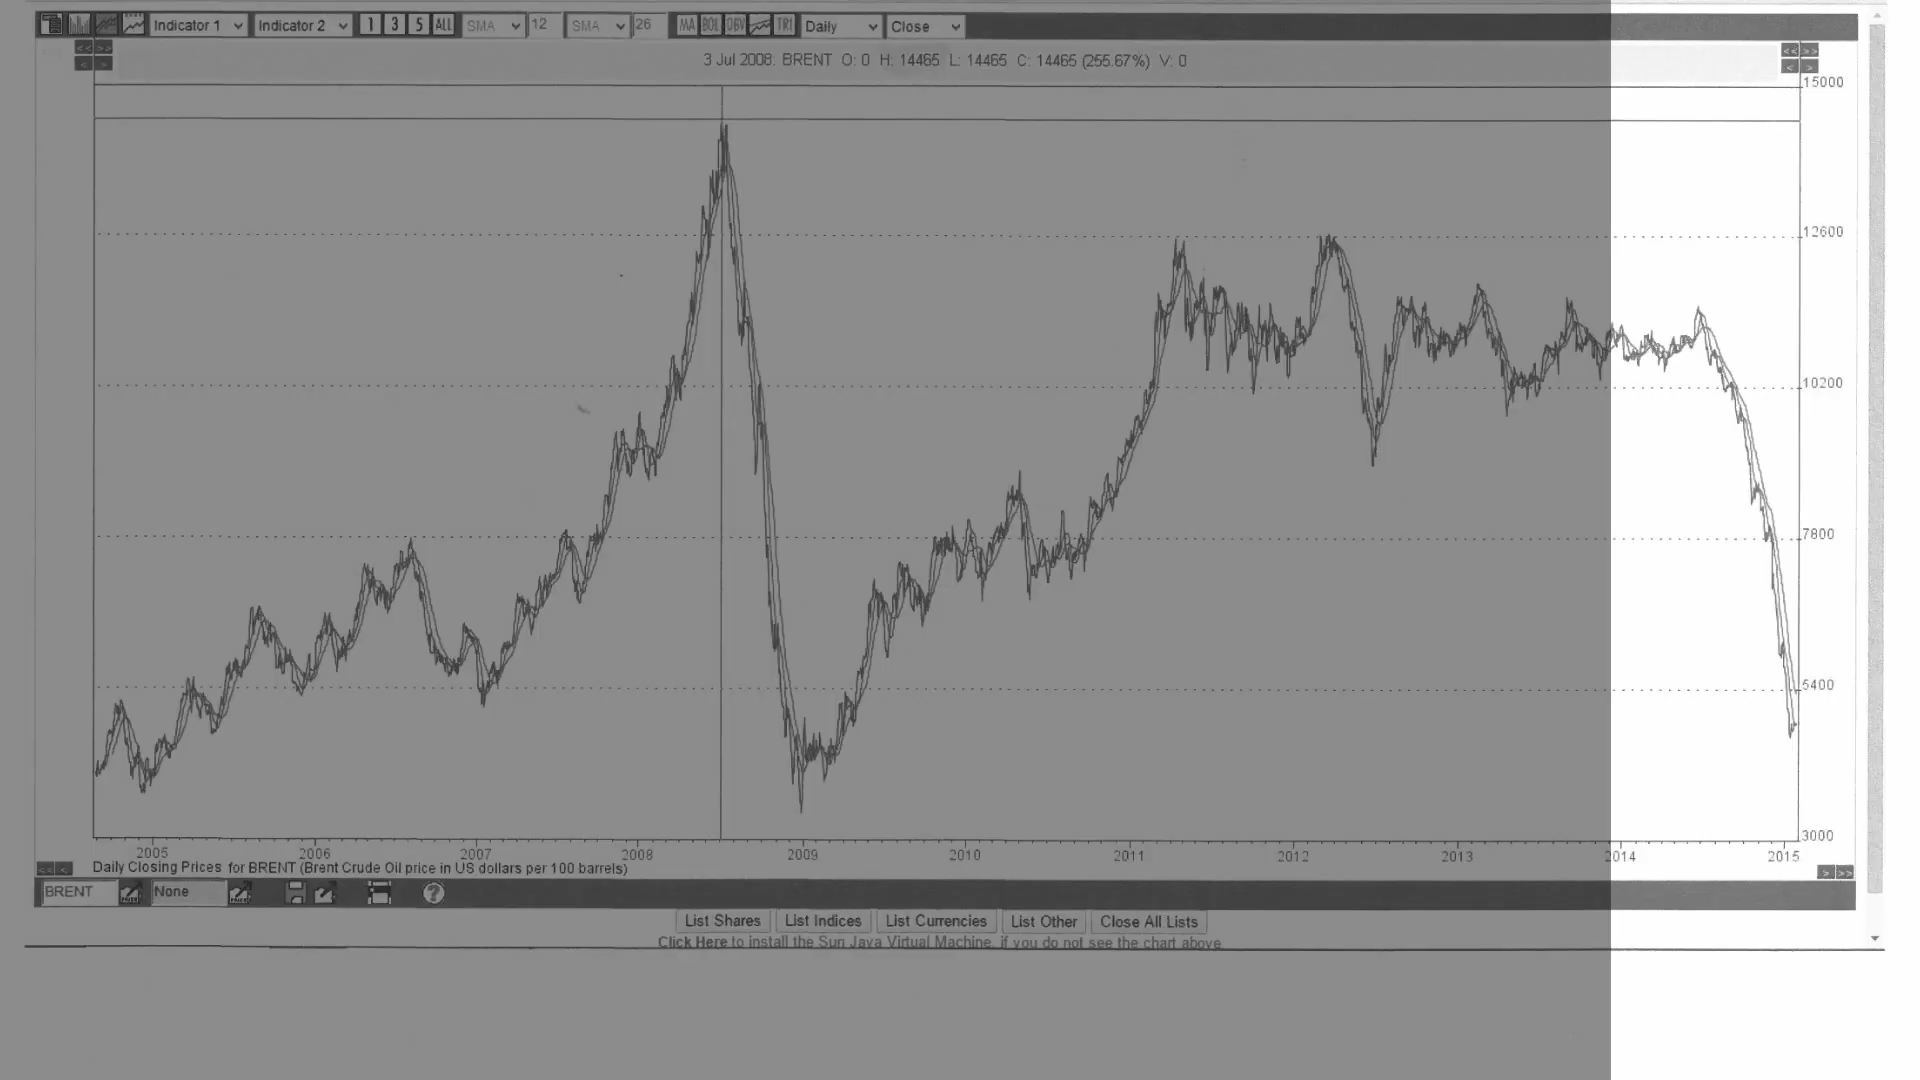 Indicator 1 Indicator 2 1 3 5 ALL SMA 12 SMA 26 MA BOL OBV TRI Daily Close
<< >> << >>
< > < >
3 Jul 2008: BRENT O: 0 H: 14465 L: 14465 C: 14465 (255.67%) V: 0
15000
12600
10200
7800
5400
3000
2005 2006 2007 2008 2009 2010 2011 2012 2013 2014 2015
<< < Daily Closing Prices for BRENT (Brent Crude Oil price in US dollars per 100 barrels) > >>
BRENT None ?
List Shares List Indices List Currencies List Other Close All Lists
Click Here to install the Sun Java Virtual Machine, if you do not see the chart above.